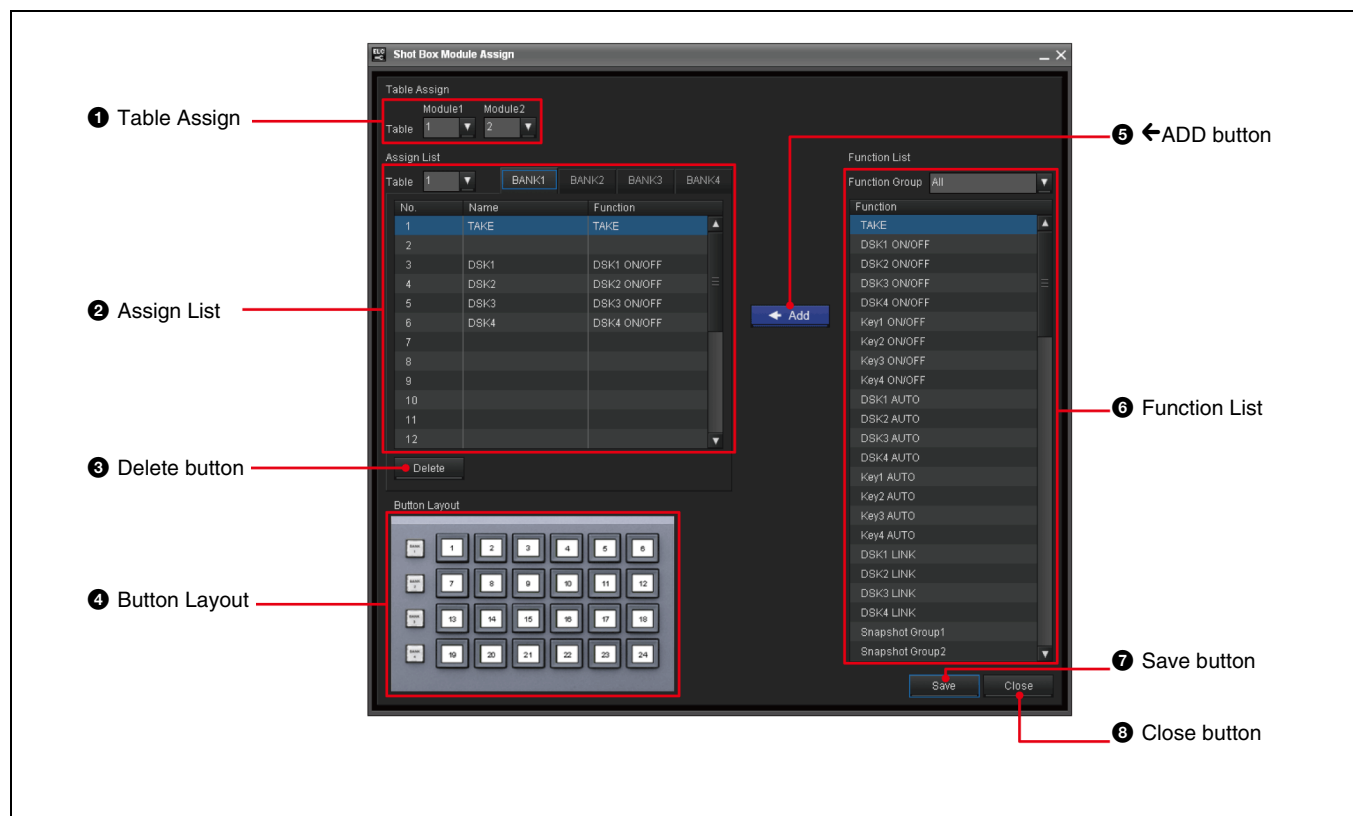 Shot Box Module Assign
Table Assign
Module1 Module2
Table 1 2
❶ Table Assign
❺ ←ADD button
Assign List
Table 1 BANK1 BANK2 BANK3 BANK4
No. Name Function
1 TAKE TAKE
2
3 DSK1 DSK1 ON/OFF
4 DSK2 DSK2 ON/OFF
5 DSK3 DSK3 ON/OFF
6 DSK4 DSK4 ON/OFF
7
8
9
10
11
12
❷ Assign List
← Add
Function List
Function Group All
Function
TAKE
DSK1 ON/OFF
DSK2 ON/OFF
DSK3 ON/OFF
DSK4 ON/OFF
Key1 ON/OFF
Key2 ON/OFF
Key3 ON/OFF
Key4 ON/OFF
DSK1 AUTO
DSK2 AUTO
DSK3 AUTO
DSK4 AUTO
Key1 AUTO
Key2 AUTO
Key3 AUTO
Key4 AUTO
DSK1 LINK
DSK2 LINK
DSK3 LINK
DSK4 LINK
Snapshot Group1
Snapshot Group2
❻ Function List
❸ Delete button
Delete
Button Layout
1 2 3 4 5 6
7 8 9 10 11 12
13 14 15 16 17 18
19 20 21 22 23 24
❹ Button Layout
❼ Save button
Save Close
❽ Close button